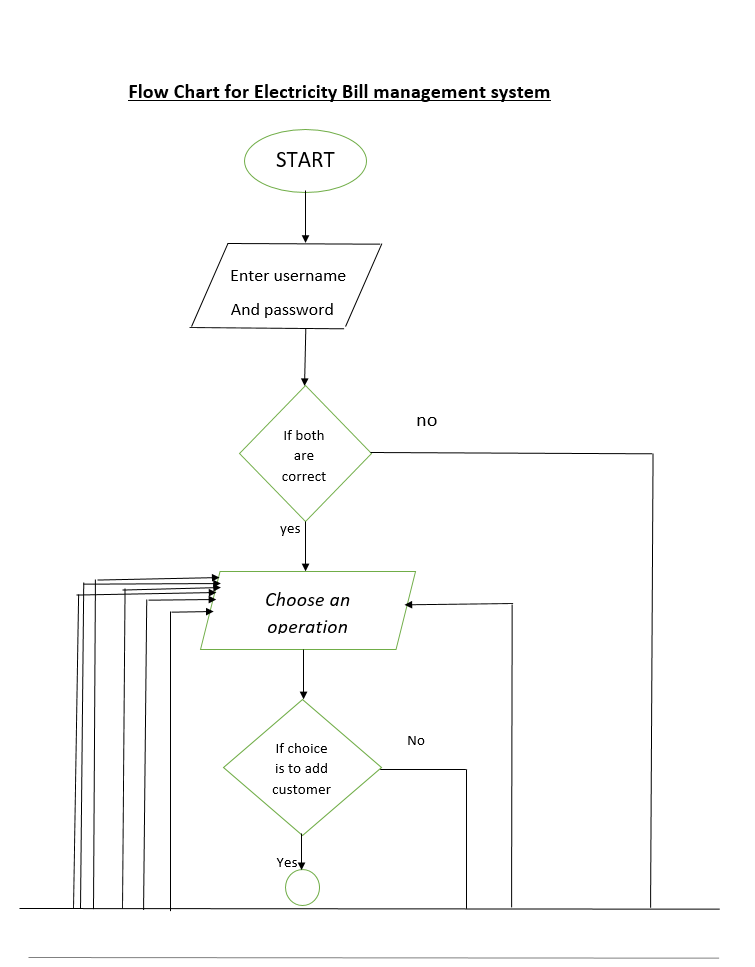 Flow Chart for Electricity Bill management system
START
Enter username
And password
If both
are
correct
no
yes
Choose an
operation
If choice
is to add
customer
No
Yes